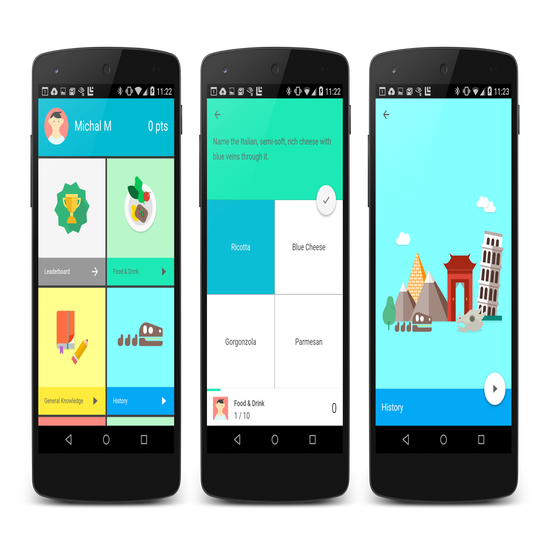 11:22
Michal M
0 pts
Leaderboard
Food & Drink
General Knowledge
History
11:22
Name the Italian, semi-soft, rich cheese with
blue veins through it.
Ricotta
Blue Cheese
Gorgonzola
Parmesan
Food & Drink
1 / 10
0
11:23
History